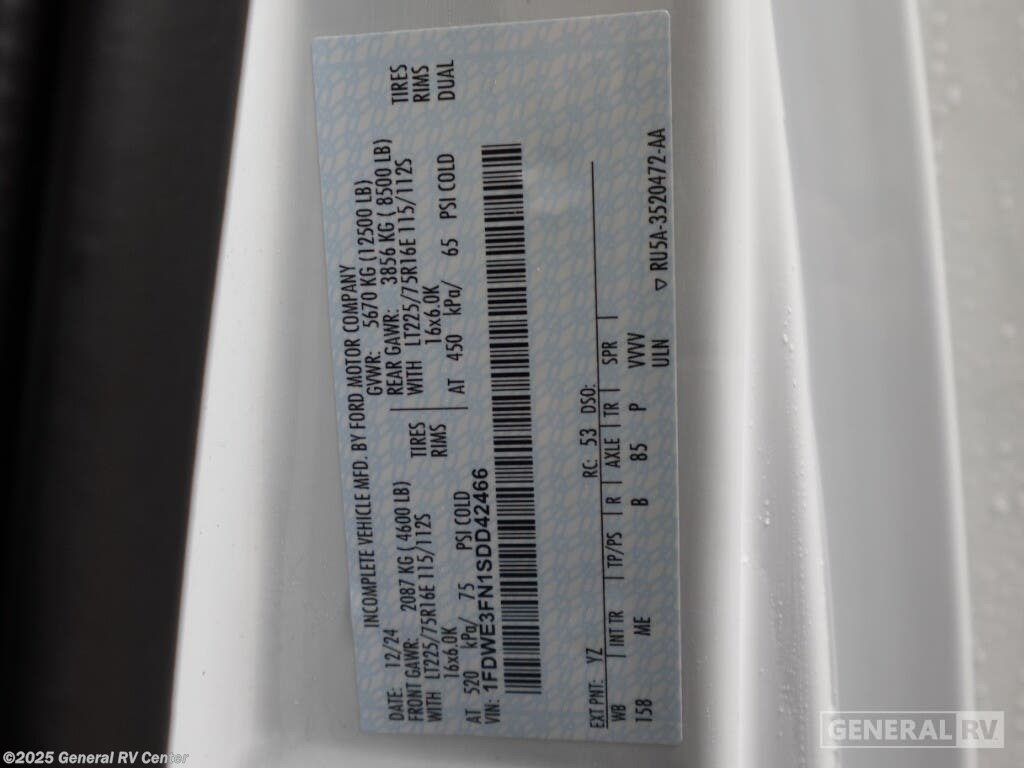 INCOMPLETE VEHICLE MFD. BY FORD MOTOR COMPANY
DATE: 12/24 GVWR: 5670 KG (12500 LB)
FRONT GAWR: 2087 KG ( 4600 LB) REAR GAWR: 3856 KG ( 8500 LB)
WITH LT225/75R16E 115/112S TIRES WITH LT225/75R16E 115/112S TIRES
16x6.0K RIMS 16x6.0K RIMS
AT 520 kPa/ 75 PSI COLD AT 450 kPa/ 65 PSI COLD DUAL
VIN: 1FDWE3FN1SDD42466
EXT PNT: YZ RC: 53 DSO:
WB | INT TR | TP/PS | R | AXLE | TR | SPR |
158 ME B 85 P VVVV
ULN
▽ RU5A-3520472-AA
GENERAL RV
©2025 General RV Center